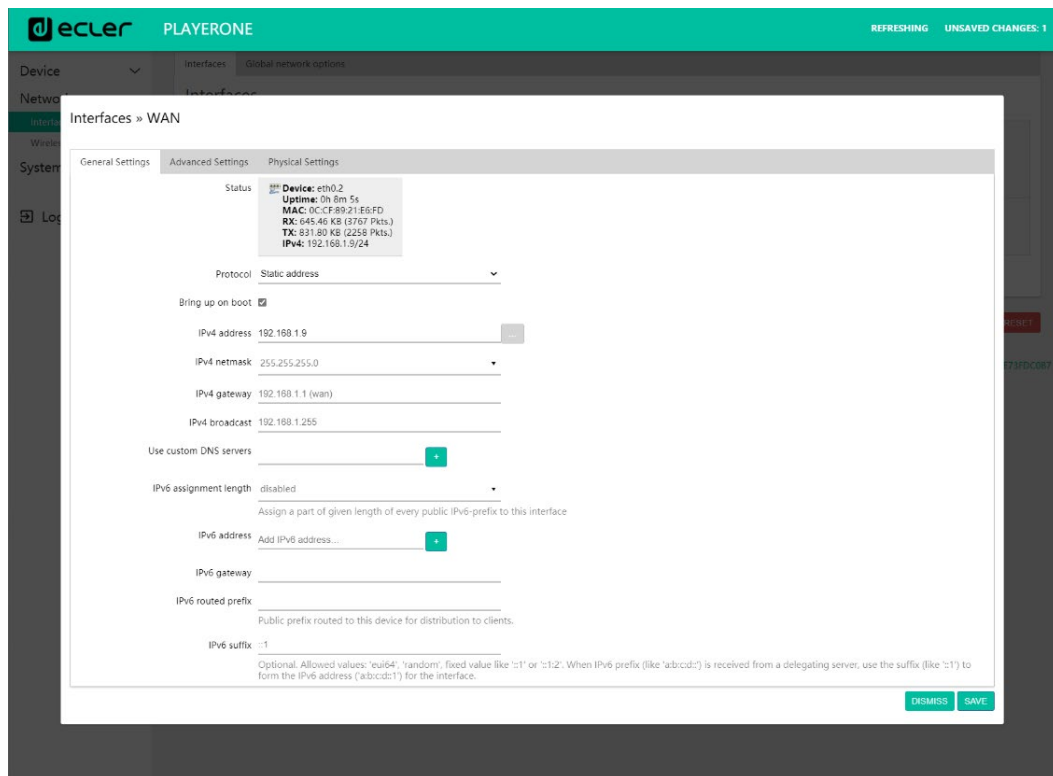 ecler PLAYERONE REFRESHING UNSAVED CHANGES: 1
Device
Interfaces Global network options
Interfaces
Interfaces » WAN
General Settings Advanced Settings Physical Settings
System
Status
Device: eth0.2
Uptime: 0h 8m 5s
MAC: 0C:CF:89:21:E6:FD
RX: 645.46 KB (3767 Pkts.)
TX: 831.80 KB (2258 Pkts.)
IPv4: 192.168.1.9/24
Protocol Static address
Bring up on boot
IPv4 address 192.168.1.9 ...
RESET
IPv4 netmask 255.255.255.0
IPv4 gateway 192.168.1.1 (wan)
IPv4 broadcast 192.168.1.255
Use custom DNS servers +
IPv6 assignment length disabled
Assign a part of given length of every public IPv6-prefix to this interface
IPv6 address Add IPv6 address... +
IPv6 gateway
IPv6 routed prefix
Public prefix routed to this device for distribution to clients.
IPv6 suffix ::1
Optional. Allowed values: 'eui64', 'random', fixed value like '::1' or '::1:2'. When IPv6 prefix (like 'a:b:c:d::') is received from a delegating server, use the suffix (like '::1') to
form the IPv6 address ('a:b:c:d::1') for the interface.
DISMISS SAVE